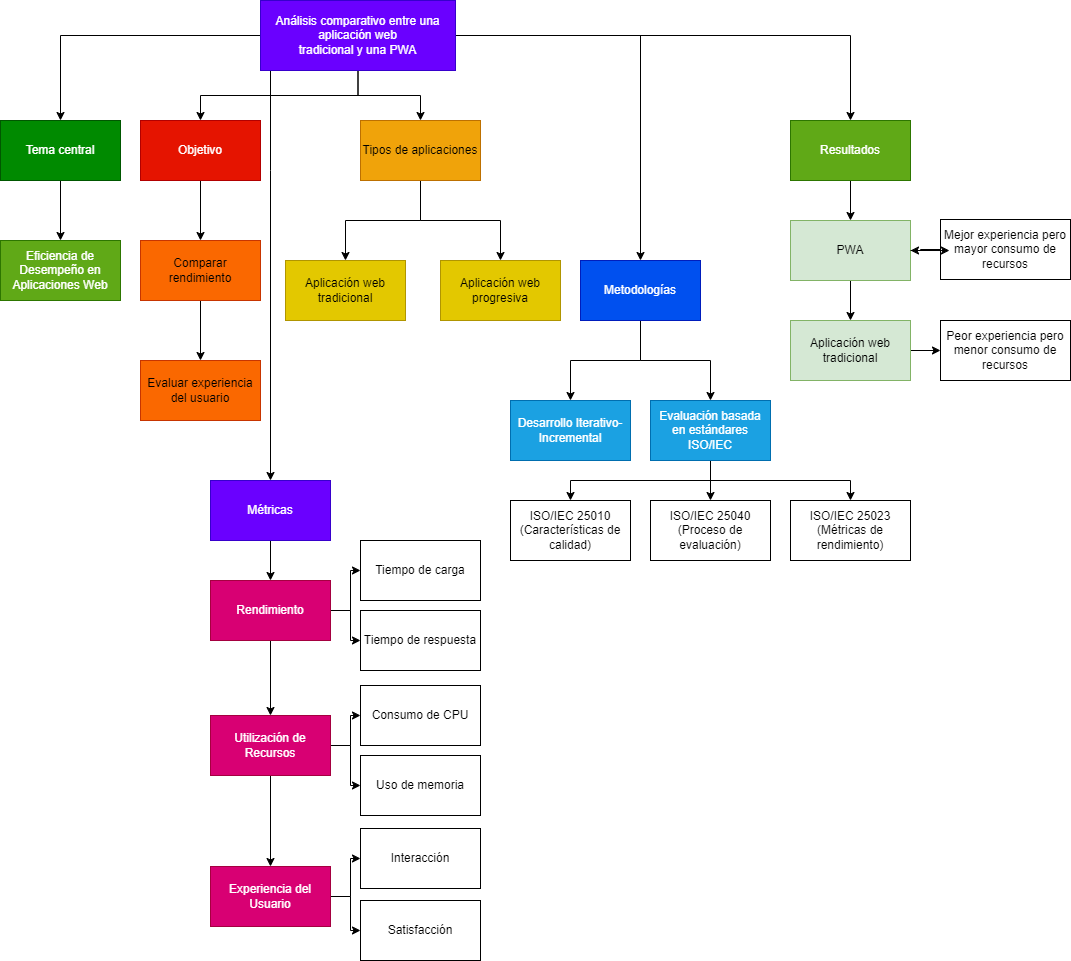 Análisis comparativo entre una
aplicación web
tradicional y una PWA
Tema central
Objetivo
Tipos de aplicaciones
Resultados
Eficiencia de
Desempeño en
Aplicaciones Web
Comparar
rendimiento
Aplicación web
tradicional
Aplicación web
progresiva
Metodologías
PWA
Mejor experiencia pero
mayor consumo de
recursos
Evaluar experiencia
del usuario
Aplicación web
tradicional
Peor experiencia pero
menor consumo de
recursos
Desarrollo Iterativo-
Incremental
Evaluación basada
en estándares
ISO/IEC
Métricas
ISO/IEC 25010
(Características de
calidad)
ISO/IEC 25040
(Proceso de
evaluación)
ISO/IEC 25023
(Métricas de
rendimiento)
Rendimiento
Tiempo de carga
Tiempo de respuesta
Utilización de
Recursos
Consumo de CPU
Uso de memoria
Experiencia del
Usuario
Interacción
Satisfacción